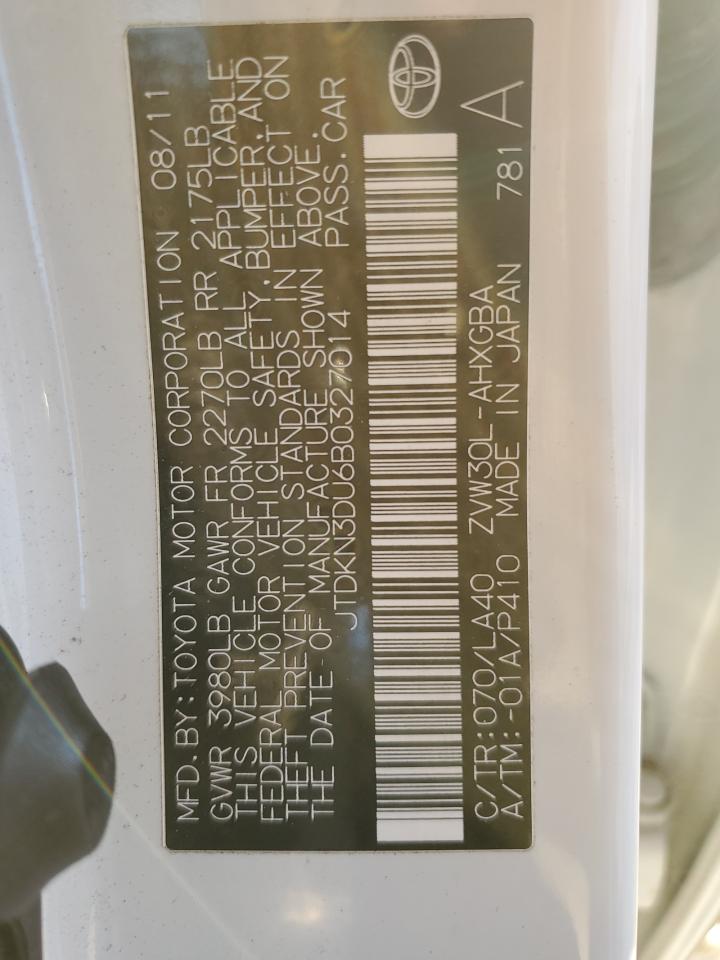 MFD. BY: TOYOTA MOTOR CORPORATION 08/11
GVWR 3980LB GAWR FR 2270LB RR 2175LB
THIS VEHICLE CONFORMS TO ALL APPLICABLE
FEDERAL MOTOR VEHICLE SAFETY, BUMPER, AND
THEFT PREVENTION STANDARDS IN EFFECT ON
THE DATE OF MANUFACTURE SHOWN ABOVE.
JTDKN3DU6B0327014 PASS. CAR
C/TR: 070/LA40 ZVW30L-AHXGBA
A/TM: -01A/P410 MADE IN JAPAN 781 A